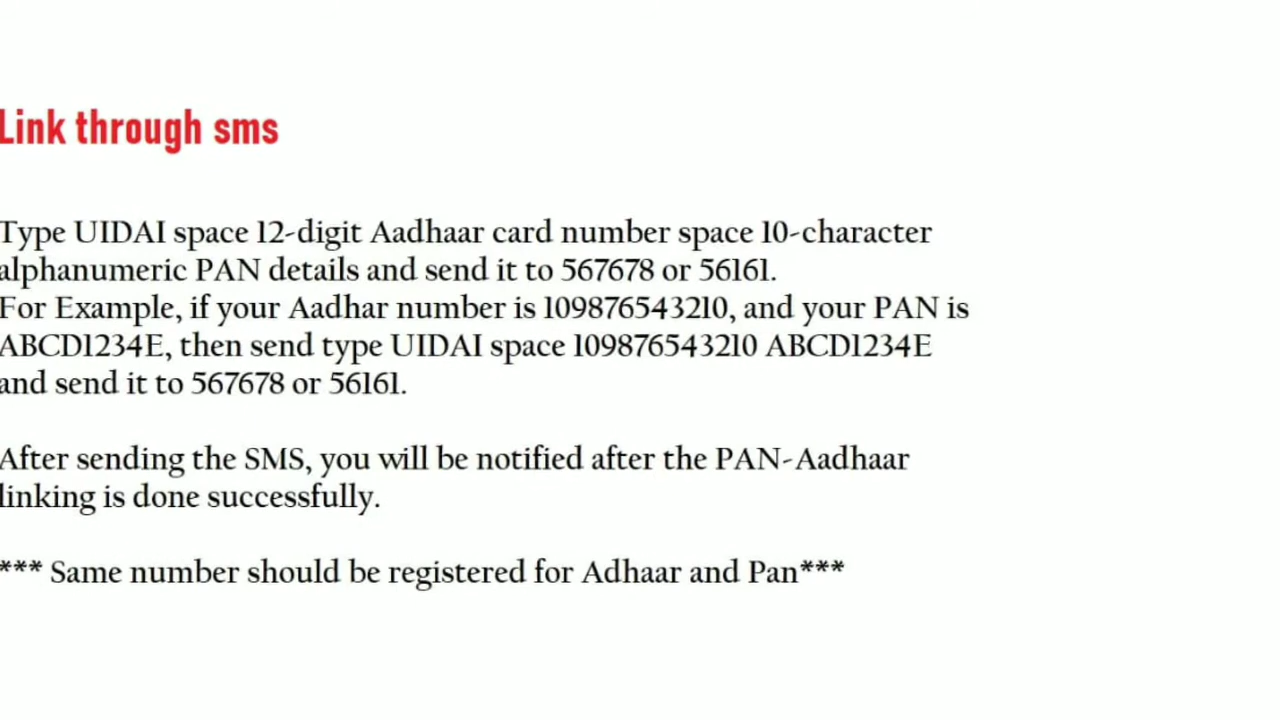 Link through sms
Type UIDAI space 12-digit Aadhaar card number space 10-character
alphanumeric PAN details and send it to 567678 or 56161.
For Example, if your Aadhar number is 109876543210, and your PAN is
ABCD1234E, then send type UIDAI space 109876543210 ABCD1234E
and send it to 567678 or 56161.
After sending the SMS, you will be notified after the PAN-Aadhaar
linking is done successfully.
*** Same number should be registered for Adhaar and Pan***